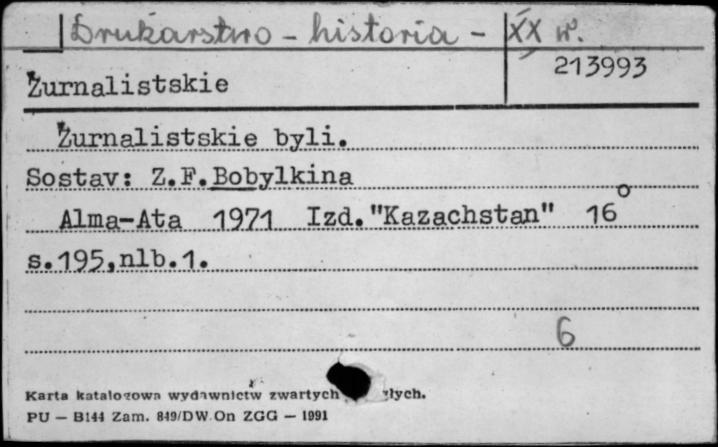 Drukarstwo - historia - XX w.
213993
Žurnalistskie
Žurnalistskie byli.
Sostav: Z.F.Bobylkina
Alma-Ata 1971 Izd."Kazachstan" 16°
s.195,nlb.1.
6
Karta katalogowa wydawnictw zwartych
PU — B144 Zam. 849/DW.On ZGG — 1991